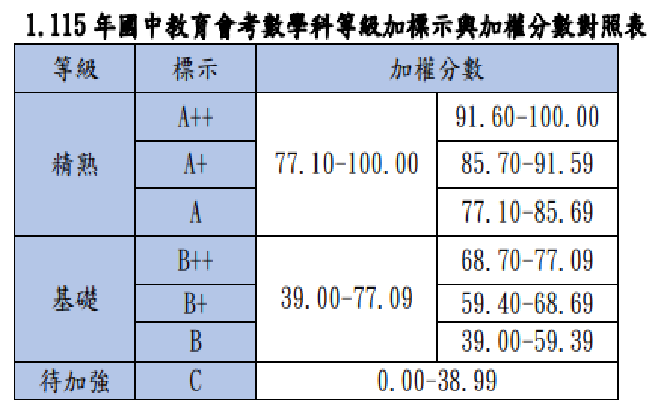 1.115年國中教育會考數學科等級加標示與加權分數對照表
等級 標示 加權分數
精熟 A++ 77.10-100.00 91.60-100.00
A+ 85.70-91.59
A 77.10-85.69
基礎 B++ 39.00-77.09 68.70-77.09
B+ 59.40-68.69
B 39.00-59.39
待加強 C 0.00-38.99